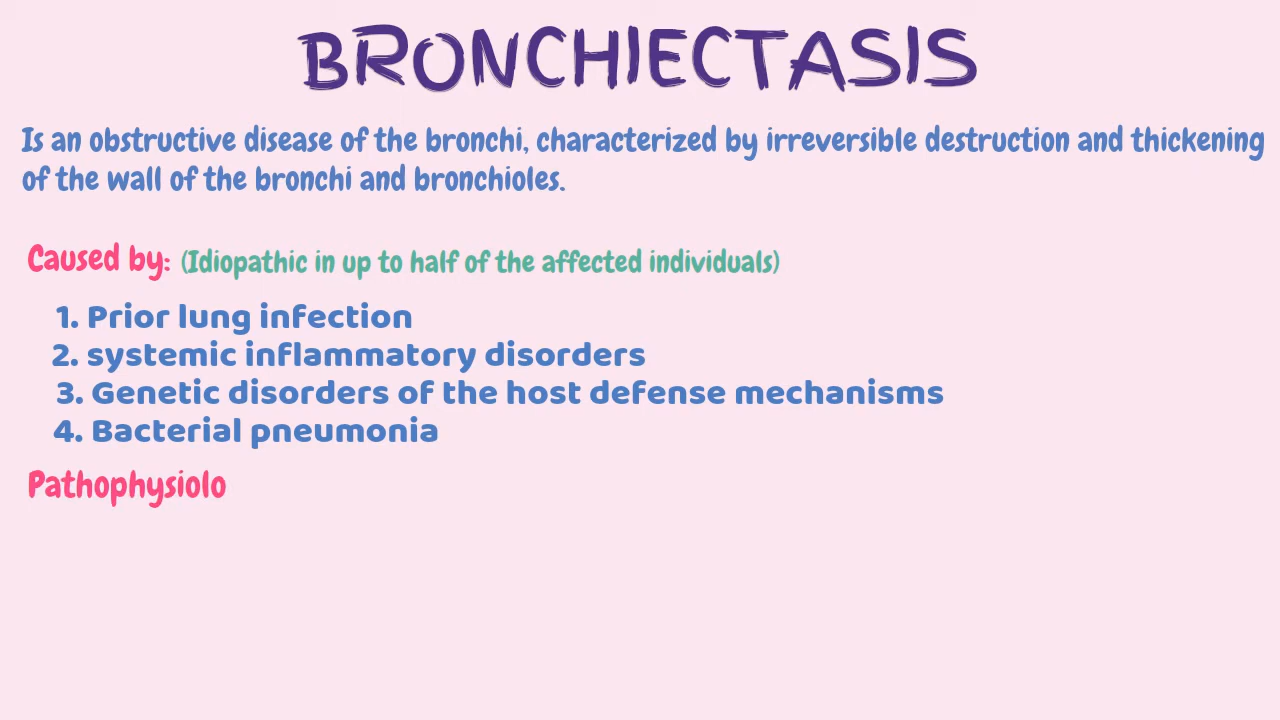 BRONCHIECTASIS
Is an obstructive disease of the bronchi, characterized by irreversible destruction and thickening
of the wall of the bronchi and bronchioles.
Caused by: (Idiopathic in up to half of the affected individuals)
1. Prior lung infection
2. systemic inflammatory disorders
3. Genetic disorders of the host defense mechanisms
4. Bacterial pneumonia
Pathophysiolo